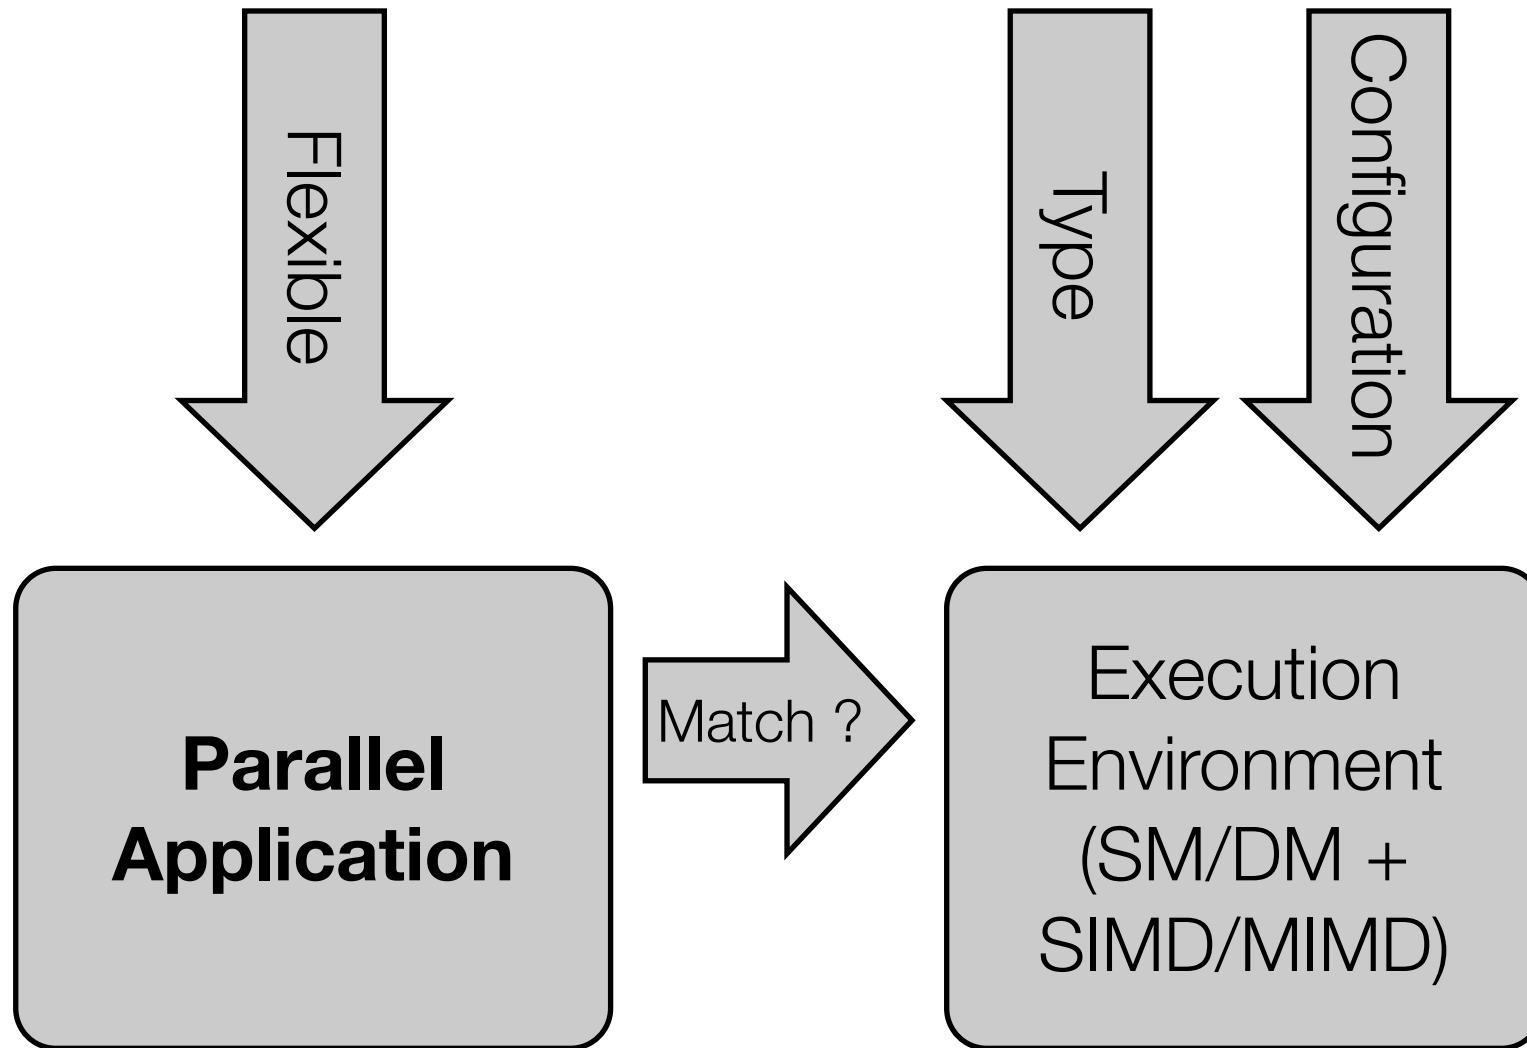 Flexible
Type
Configuration
Parallel
Application
Match ?
Execution
Environment
(SM/DM +
SIMD/MIMD)